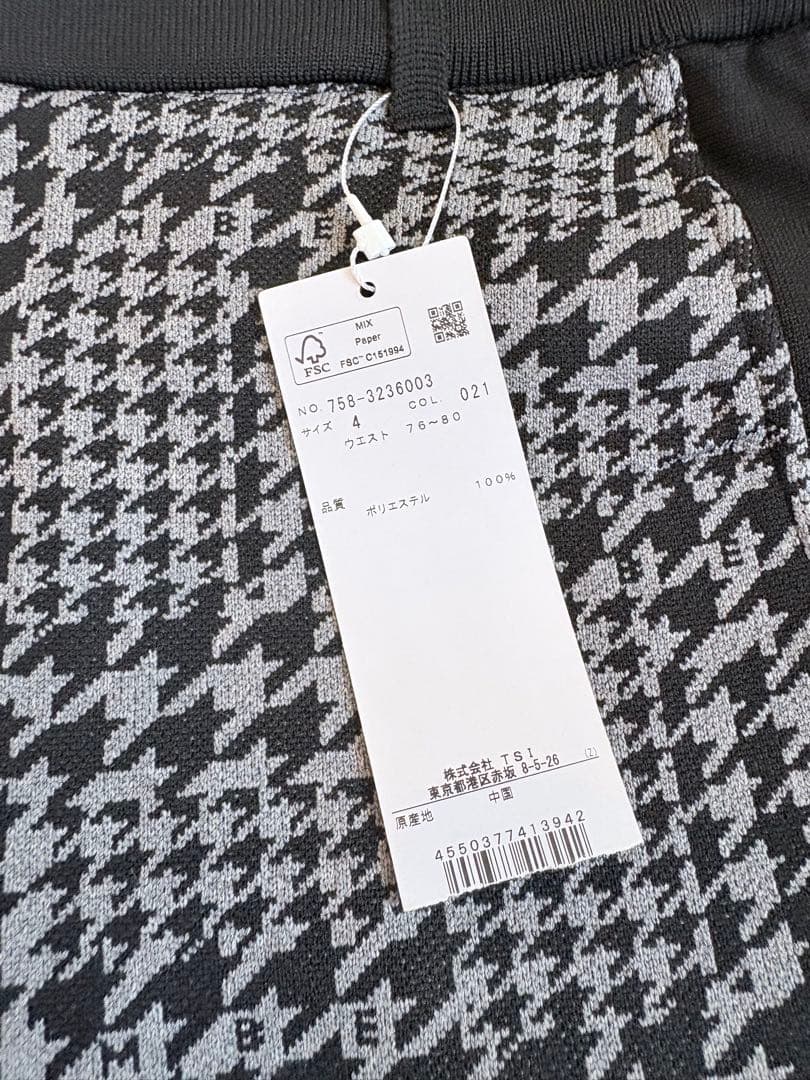 M B E
MIX
Paper
FSC™ C151994
FSC
NO. 758-3236003
サイズ 4 COL. 021
ウエスト 76～80
品質 ポリエステル 100%
B E
株式会社 TSI
東京都港区赤坂 8-5-26 (Z)
原産地 中国
4550377413942
M B E